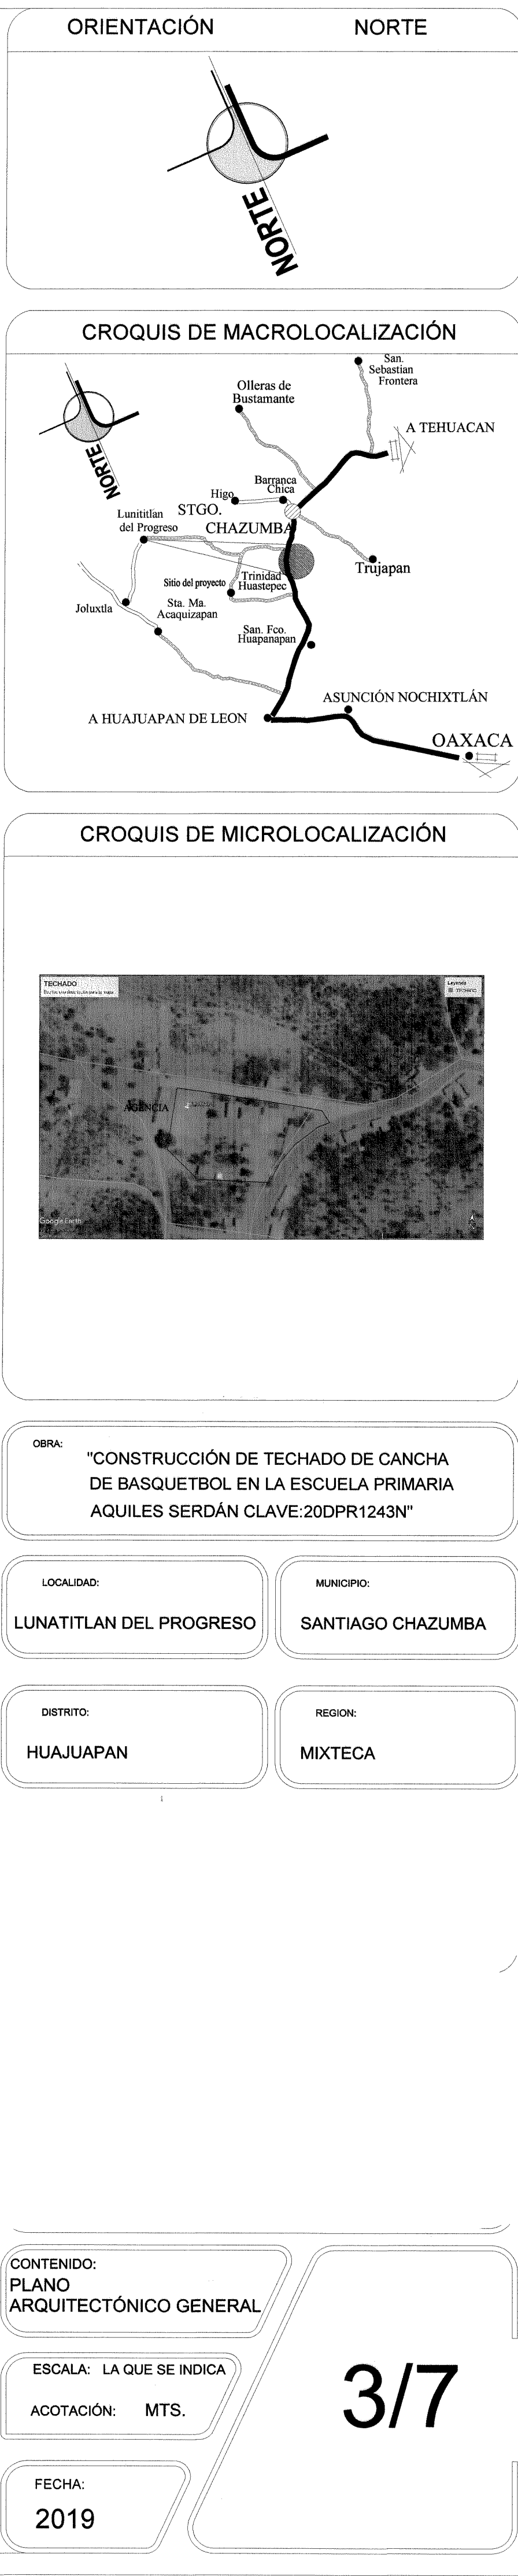 ORIENTACIÓN NORTE
NORTE
CROQUIS DE MACROLOCALIZACIÓN
San.
Sebastian
Frontera
Olleras de
Bustamante
A TEHUACAN
NORTE
Barranca
Chica
Higo
STGO.
CHAZUMBA
Lunititlan
del Progreso
Trujapan
Sitio del proyecto
Trinidad
Huastepec
Joluxtla
Sta. Ma.
Acaquizapan
San. Fco.
Huapanapan
ASUNCIÓN NOCHIXTLÁN
A HUAJUAPAN DE LEON
OAXACA
CROQUIS DE MICROLOCALIZACIÓN
TECHADO
Leyenda
TECHADO
AGENCIA
Google Earth
OBRA:
"CONSTRUCCIÓN DE TECHADO DE CANCHA
DE BASQUETBOL EN LA ESCUELA PRIMARIA
AQUILES SERDÁN CLAVE:20DPR1243N"
LOCALIDAD:
LUNATITLAN DEL PROGRESO
MUNICIPIO:
SANTIAGO CHAZUMBA
DISTRITO:
HUAJUAPAN
REGION:
MIXTECA
CONTENIDO:
PLANO
ARQUITECTÓNICO GENERAL
ESCALA: LA QUE SE INDICA
ACOTACIÓN: MTS.
3/7
FECHA:
2019